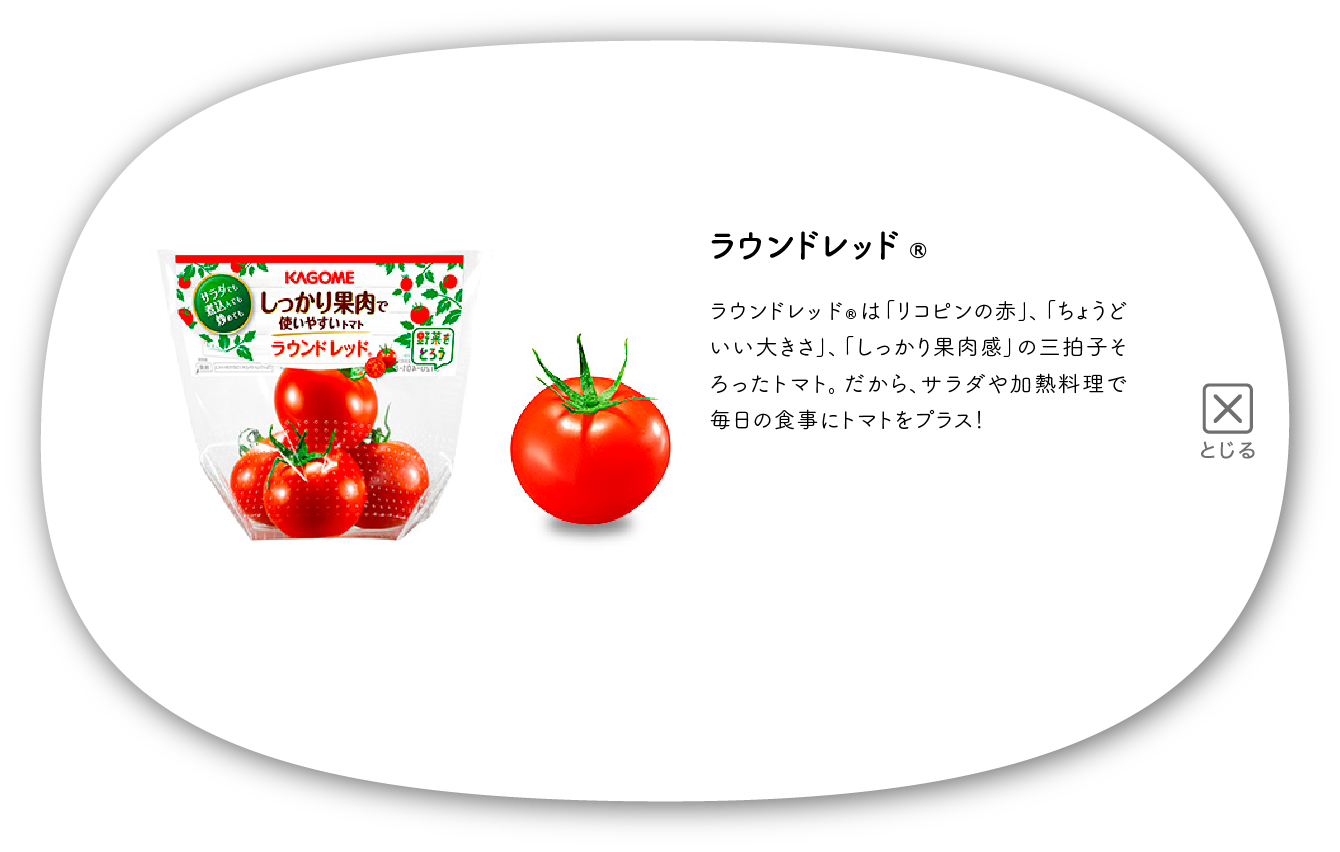 KAGOME
サラダでも
煮込んでも
炒めても
しっかり果肉で
使いやすいトマト
ラウンドレッド
野菜を
とろう
ラウンドレッド ®
ラウンドレッド®は「リコピンの赤」、「ちょうど
いい大きさ」、「しっかり果肉感」の三拍子そ
ろったトマト。だから、サラダや加熱料理で
毎日の食事にトマトをプラス!
とじる